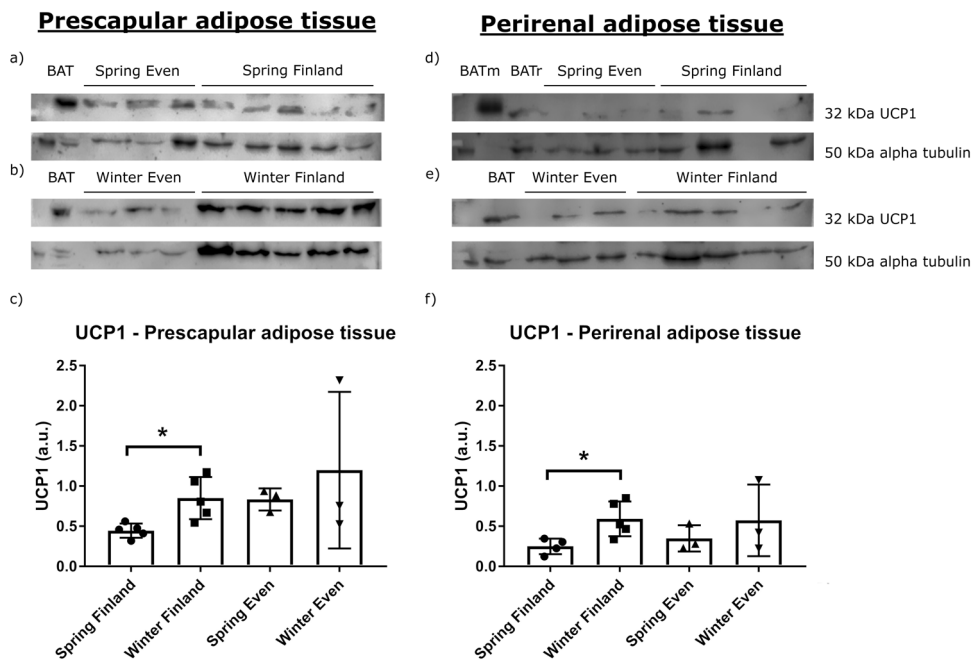 Prescapular adipose tissue
a)
BAT Spring Even Spring Finland
b)
BAT Winter Even Winter Finland
c)
UCP1 - Prescapular adipose tissue
UCP1 (a.u.)
2.5
2.0
1.5
1.0
0.5
0.0
*
Spring Finland
Winter Finland
Spring Even
Winter Even
Perirenal adipose tissue
d)
BATm BATr Spring Even Spring Finland
32 kDa UCP1
50 kDa alpha tubulin
e)
BAT Winter Even Winter Finland
32 kDa UCP1
50 kDa alpha tubulin
f)
UCP1 - Perirenal adipose tissue
UCP1 (a.u.)
2.5
2.0
1.5
1.0
0.5
0.0
*
Spring Finland
Winter Finland
Spring Even
Winter Even